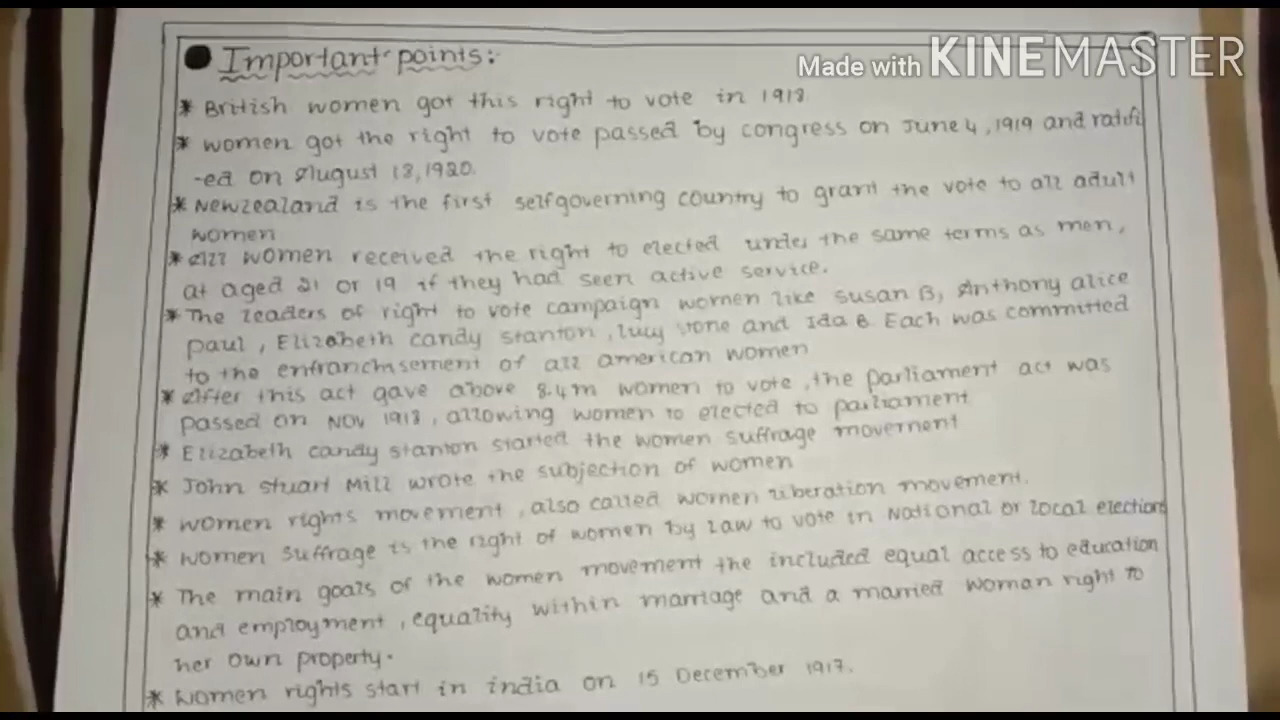 Important points:-
Made with KINEMASTER
* British women got this right to vote in 1918
* women got the right to vote passed by congress on June 4, 1919 and ratifi
-ed on August 18, 1920.
* Newzealand is the first selfgoverning country to grant the vote to all adult
women
* All women received the right to elected under the same terms as men,
at aged 21 or 19 if they had seen active service.
* The leaders of right to vote campaign women like Susan B, Anthony alice
paul, Elizabeth candy stanton, lucy stone and Ida B. Each was committed
to the enfranchisement of all american women
* After this act gave above 8.4m women to vote, the parliament act was
passed on Nov 1918, allowing women to elected to parliament
* Elizabeth candy stanton started the women suffrage movement
* John stuart Mill wrote the subjection of women
* women rights movement, also called women liberation movement.
* women suffrage is the right of women by law to vote in National or local elections
* The main goals of the women movement the included equal access to education
and employment, equality within marriage and a married woman right to
her own property.
* women rights start in india on 15 December 1917.